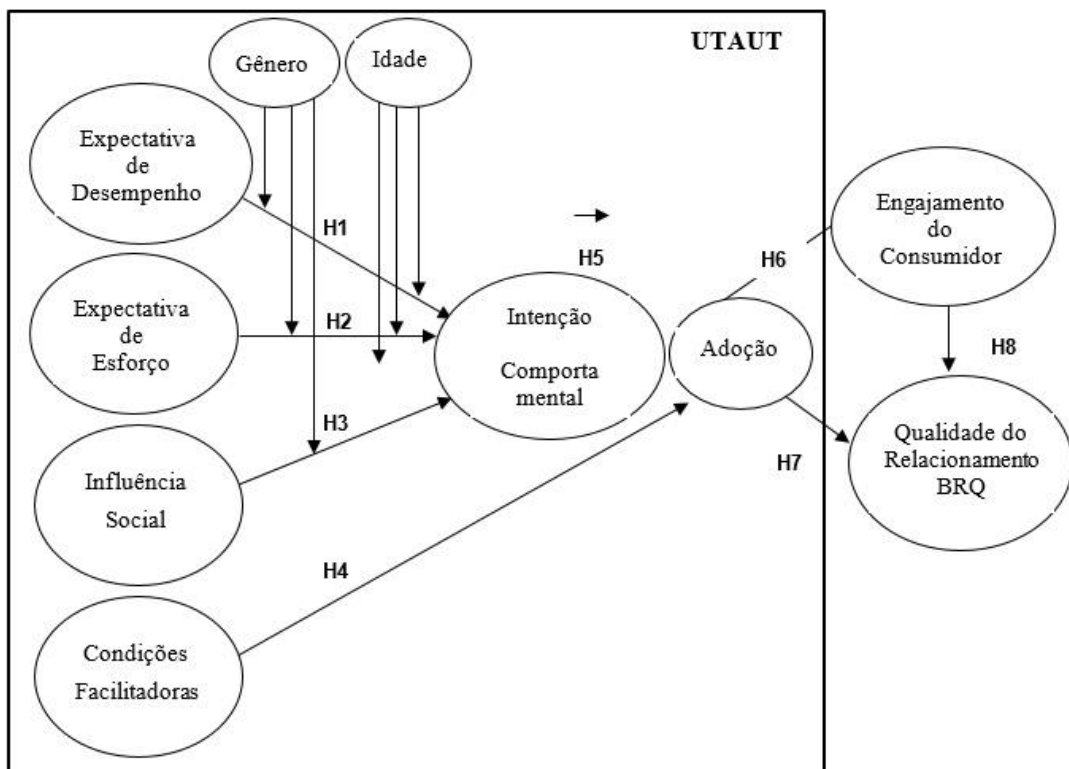 UTAUT
Gênero
Idade
Expectativa
de
Desempenho
H1
Expectativa
de
Esforço
H2
Influência
Social
H3
Condições
Facilitadoras
H4
Intenção
Comporta
mental
H5
Adoção
H6
Engajamento
do
Consumidor
H7
H8
Qualidade do
Relacionamento
BRQ